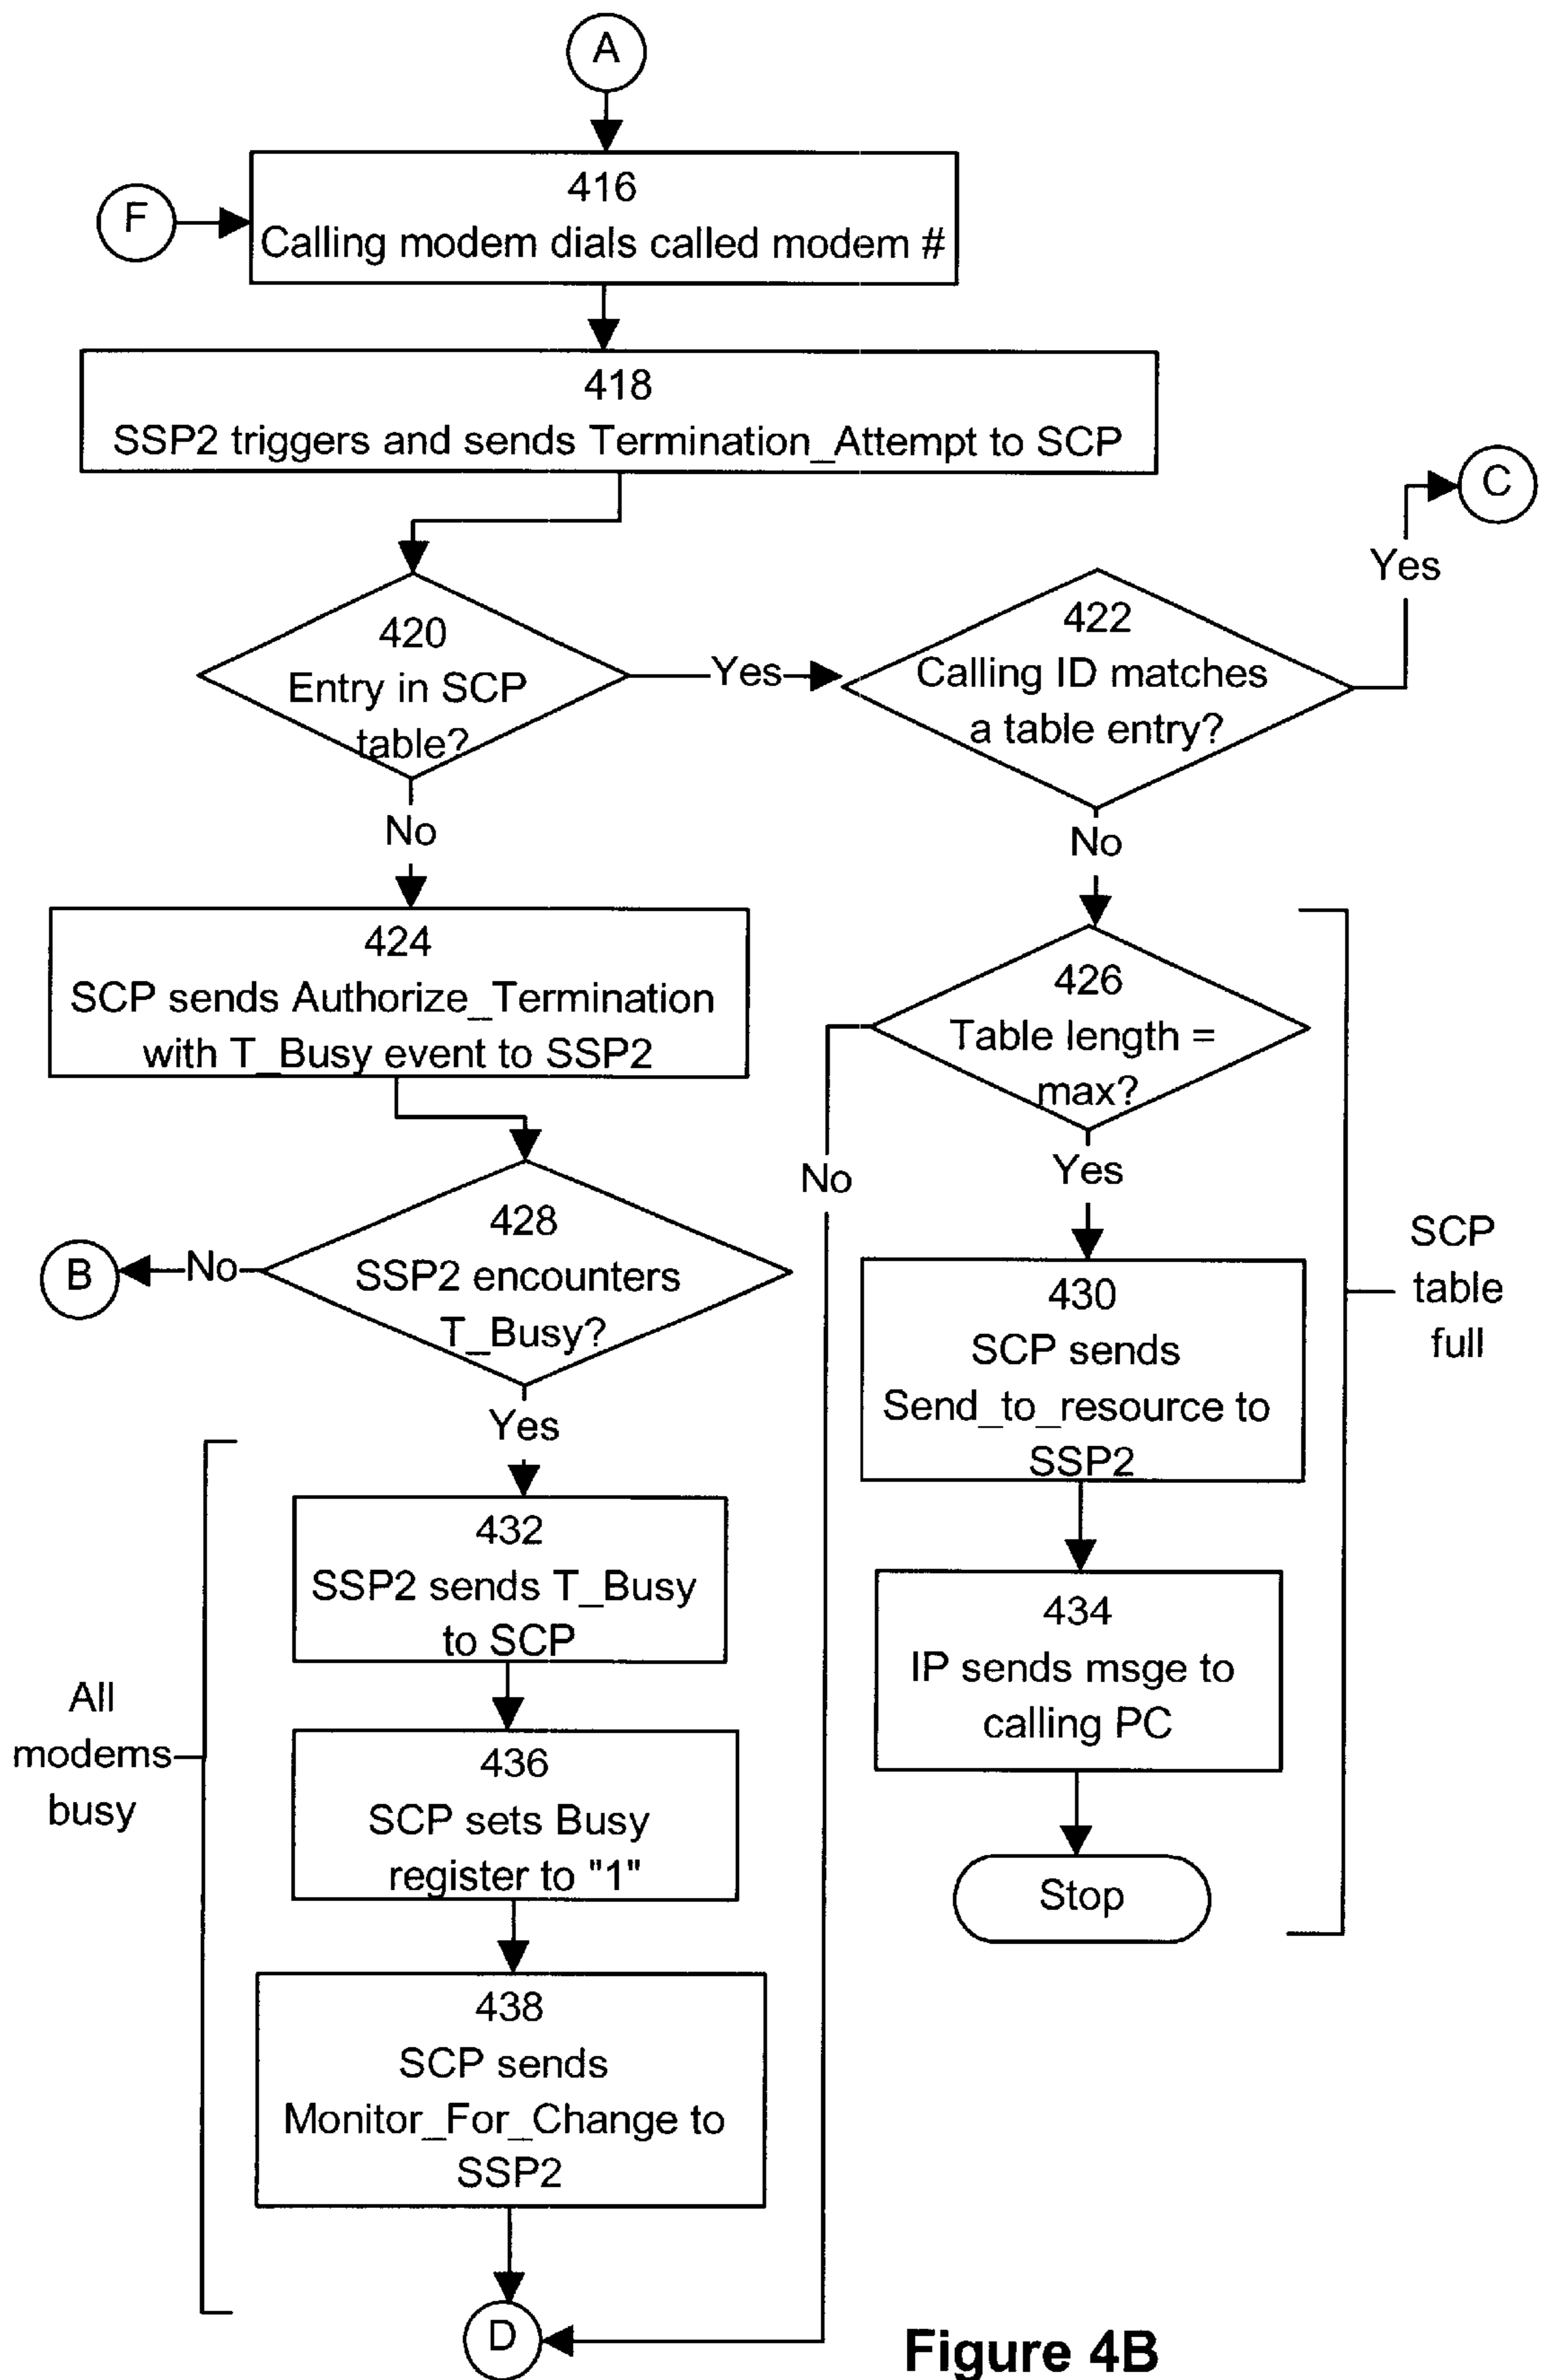 A
F
416
Calling modem dials called modem #
418
SSP2 triggers and sends Termination_Attempt to SCP
C
Yes
420
Entry in SCP
table?
Yes
422
Calling ID matches
a table entry?
No
No
424
SCP sends Authorize_Termination
with T_Busy event to SSP2
426
Table length =
max?
No
Yes
428
SSP2 encounters
T_Busy?
B
No
Yes
430
SCP sends
Send_to_resource to
SSP2
SCP
table
full
432
SSP2 sends T_Busy
to SCP
434
IP sends msge to
calling PC
All
modems
busy
436
SCP sets Busy
register to "1"
Stop
438
SCP sends
Monitor_For_Change to
SSP2
D
Figure 4B